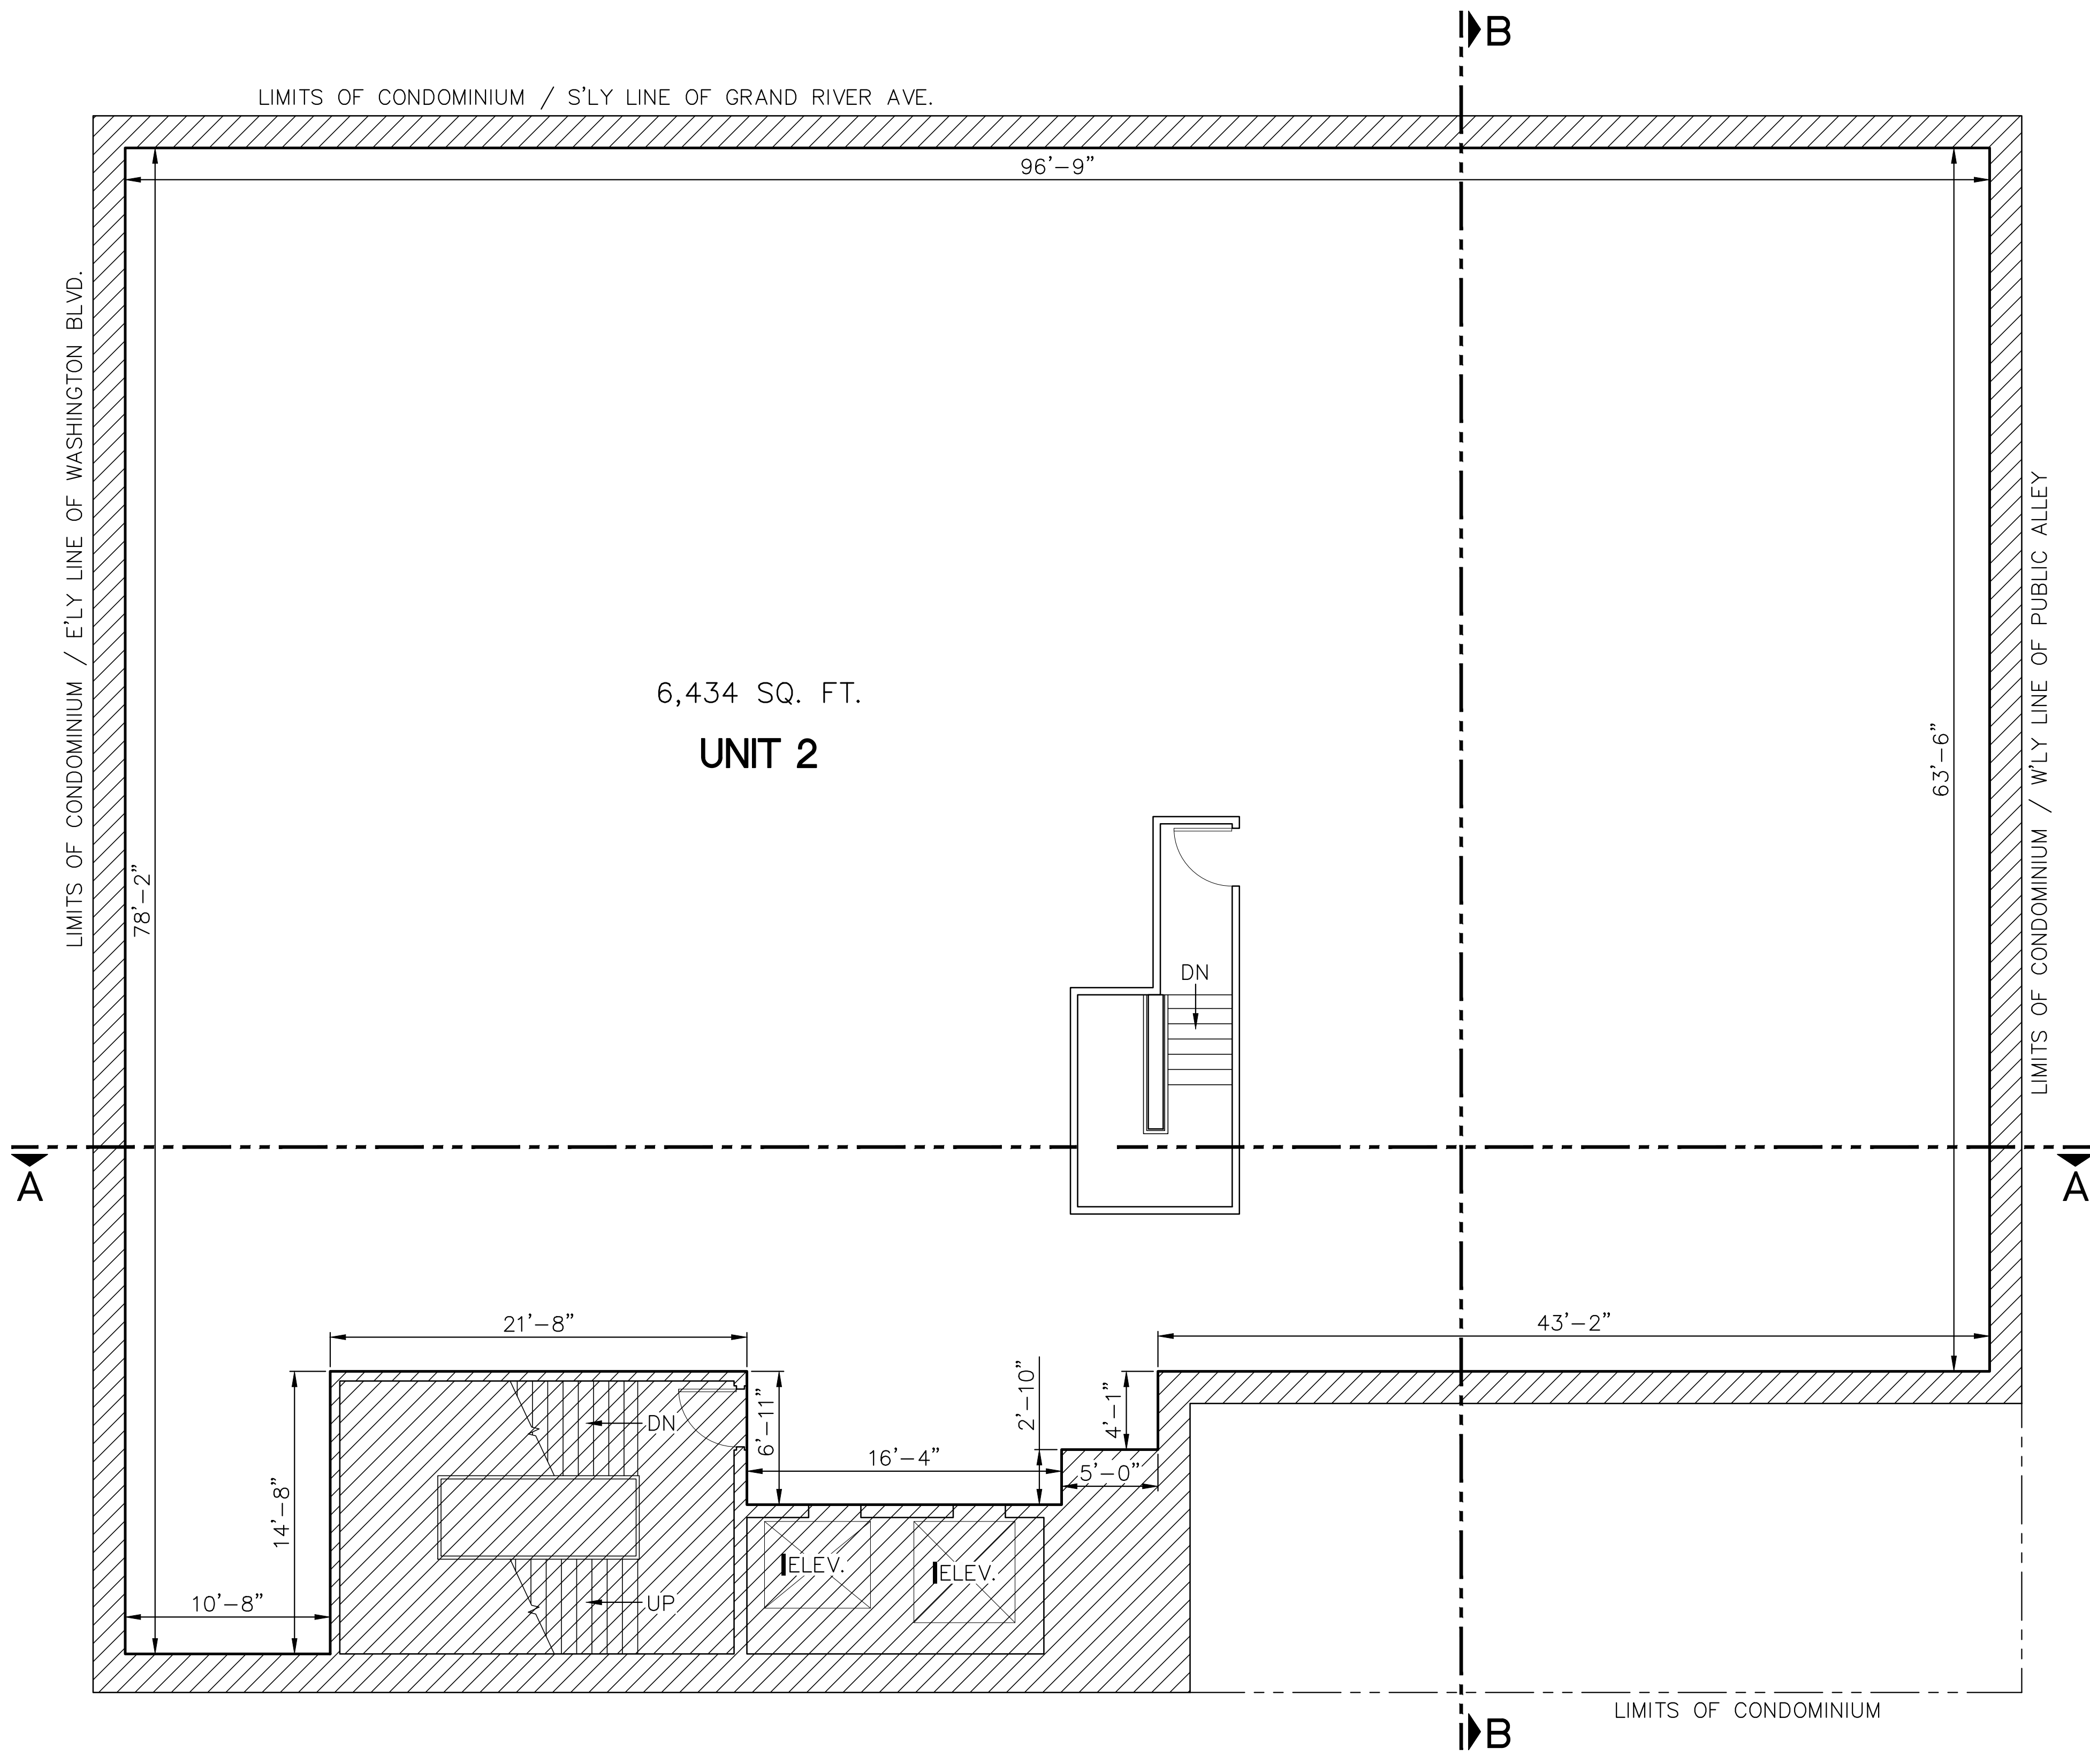 B
LIMITS OF CONDOMINIUM / S'LY LINE OF GRAND RIVER AVE.
96'-9"
LIMITS OF CONDOMINIUM / E'LY LINE OF WASHINGTON BLVD.
LIMITS OF CONDOMINIUM / W'LY LINE OF PUBLIC ALLEY
6,434 SQ. FT.
UNIT 2
63'-6"
78'-2"
DN
A
A
21'-8"
43'-2"
2'-10"
6'-11"
4'-1"
DN
16'-4"
5'-0"
14'-8"
ELEV.
ELEV.
10'-8"
UP
LIMITS OF CONDOMINIUM
B